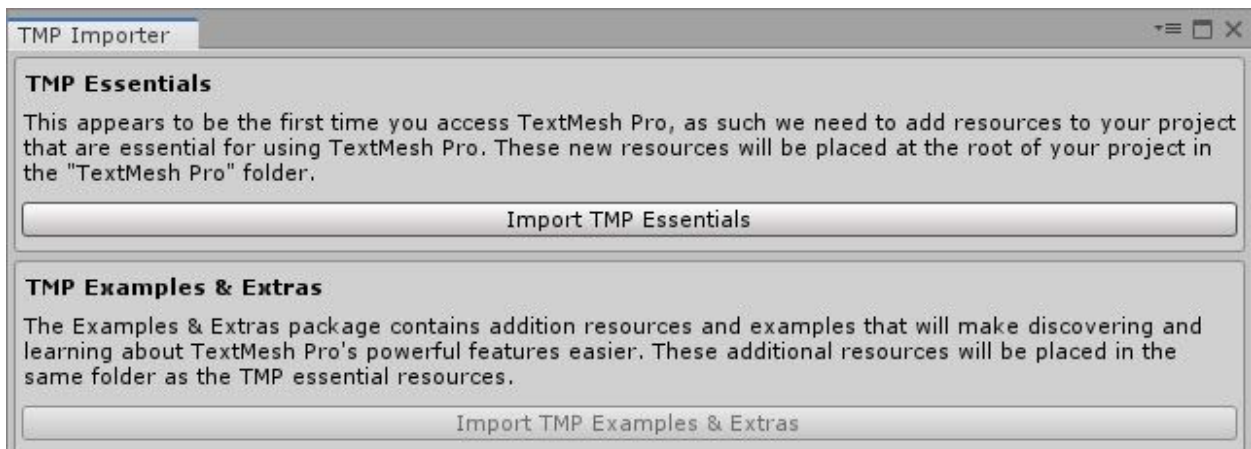 TMP Importer
TMP Essentials
This appears to be the first time you access TextMesh Pro, as such we need to add resources to your project
that are essential for using TextMesh Pro. These new resources will be placed at the root of your project in
the "TextMesh Pro" folder.
Import TMP Essentials
TMP Examples & Extras
The Examples & Extras package contains addition resources and examples that will make discovering and
learning about TextMesh Pro's powerful features easier. These additional resources will be placed in the
same folder as the TMP essential resources.
Import TMP Examples & Extras